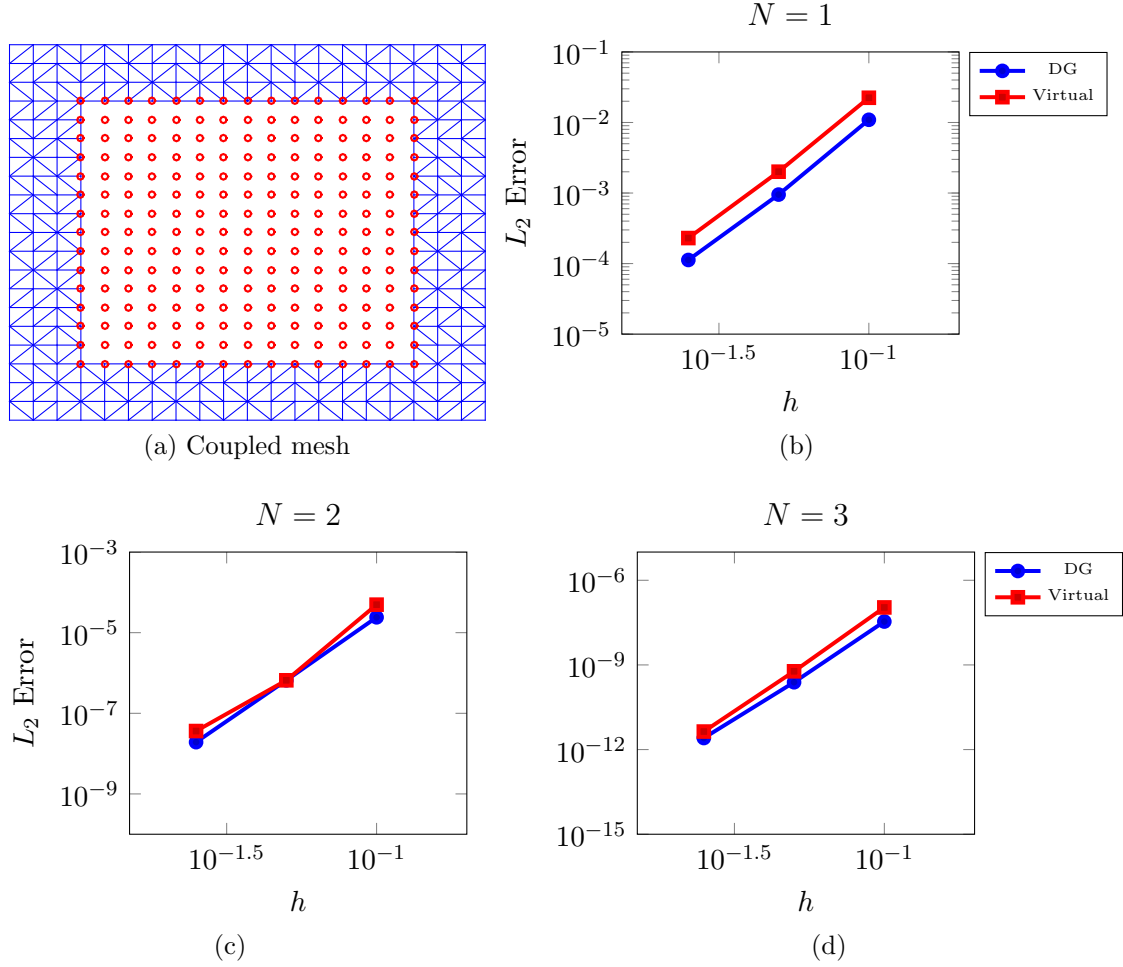 N = 1
10^{-1}
10^{-2}
10^{-3}
10^{-4}
10^{-5}
L_2 Error
10^{-1.5}
10^{-1}
h
DG
Virtual
(a) Coupled mesh
(b)
N = 2
10^{-3}
10^{-5}
10^{-7}
10^{-9}
L_2 Error
10^{-1.5}
10^{-1}
h
(c)
N = 3
10^{-6}
10^{-9}
10^{-12}
10^{-15}
10^{-1.5}
10^{-1}
h
DG
Virtual
(d)